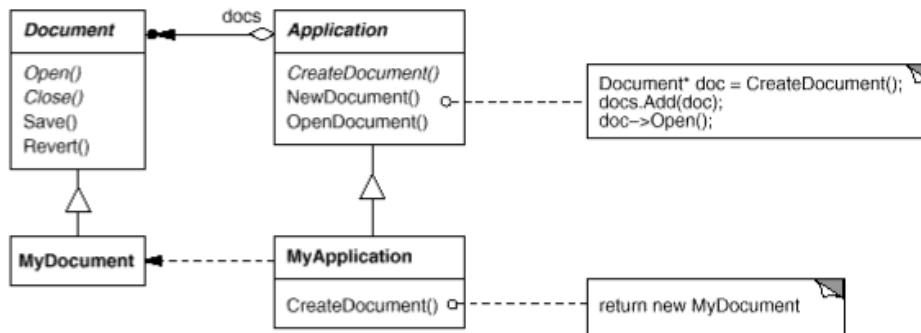 docs
Document
Open()
Close()
Save()
Revert()
Application
CreateDocument()
NewDocument()
OpenDocument()
Document* doc = CreateDocument();
docs.Add(doc);
doc->Open();
MyDocument
MyApplication
CreateDocument()
return new MyDocument